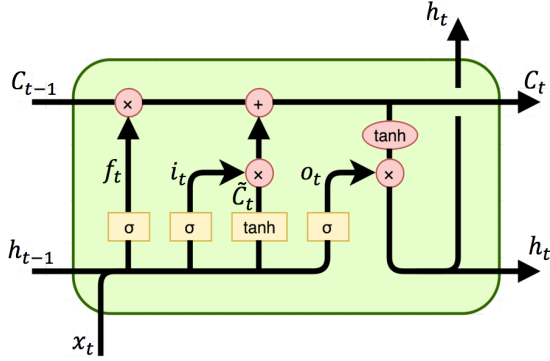 h_t
C_{t-1} × + C_t
tanh
f_t i_t × o_t ×
C̃_t
σ σ tanh σ
h_{t-1} h_t
x_t